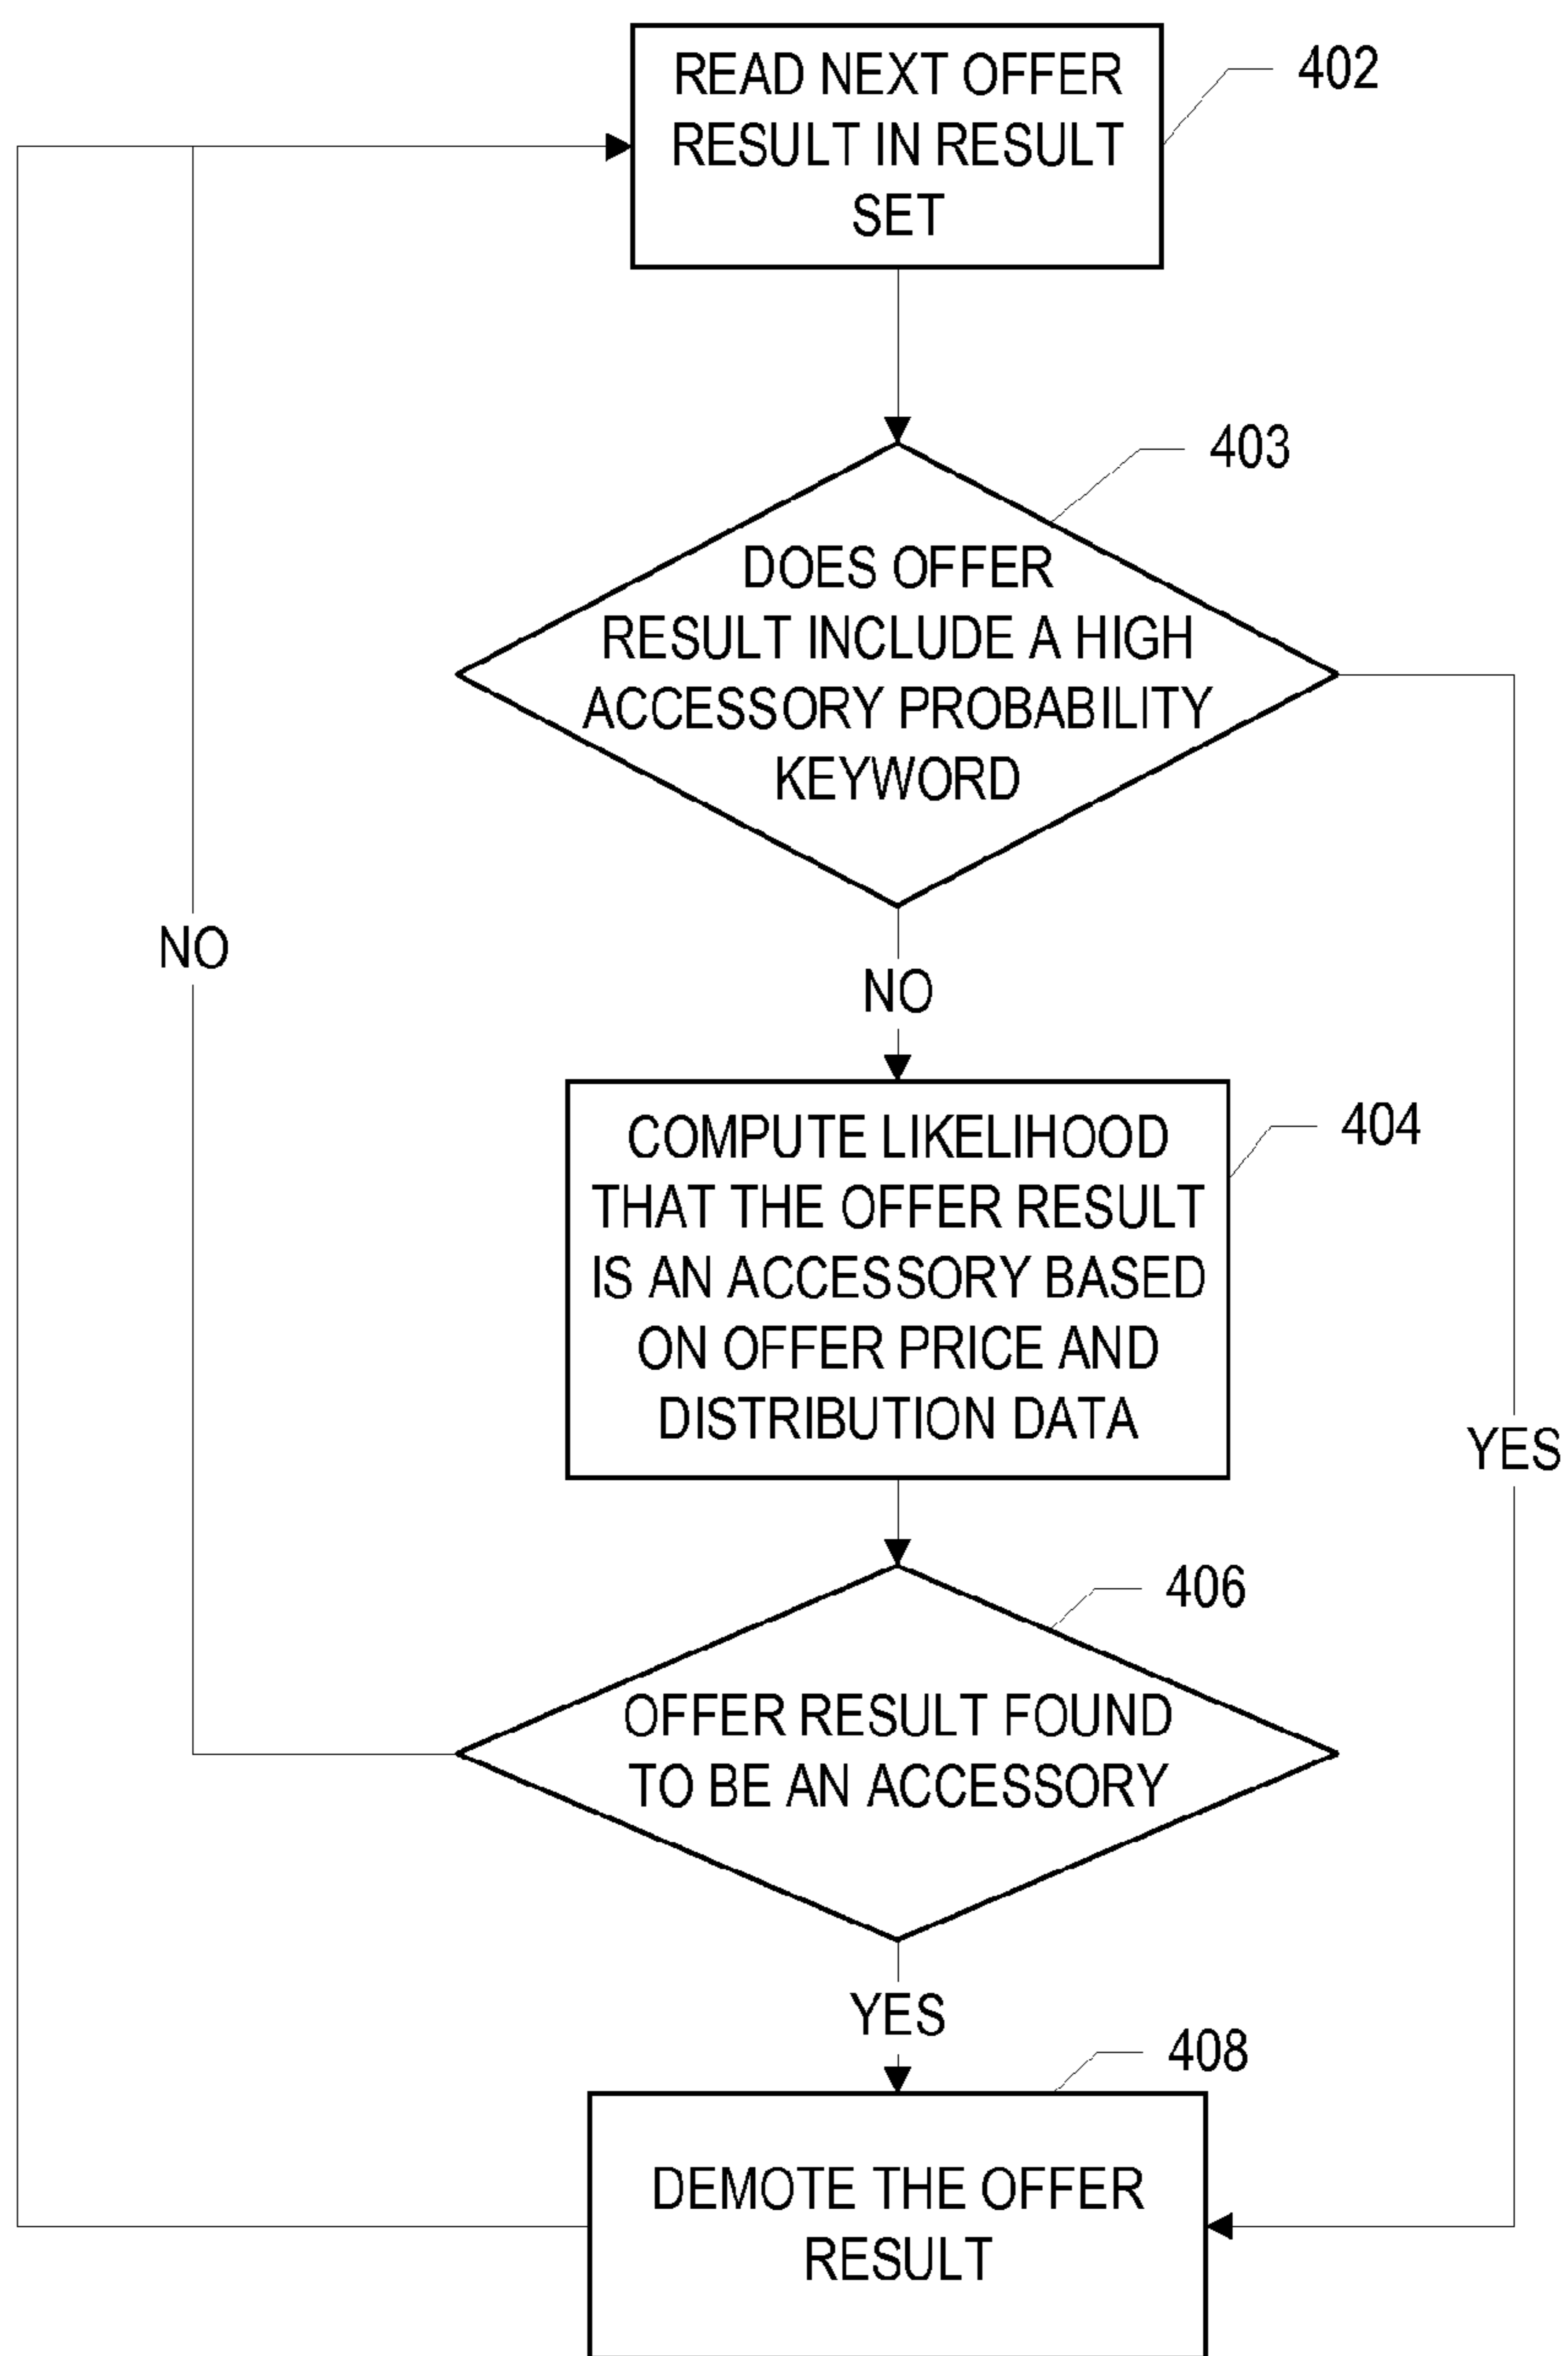 READ NEXT OFFER
RESULT IN RESULT
SET
402
403
DOES OFFER
RESULT INCLUDE A HIGH
ACCESSORY PROBABILITY
KEYWORD
NO
NO
COMPUTE LIKELIHOOD
THAT THE OFFER RESULT
IS AN ACCESSORY BASED
ON OFFER PRICE AND
DISTRIBUTION DATA
404
YES
406
OFFER RESULT FOUND
TO BE AN ACCESSORY
YES
408
DEMOTE THE OFFER
RESULT